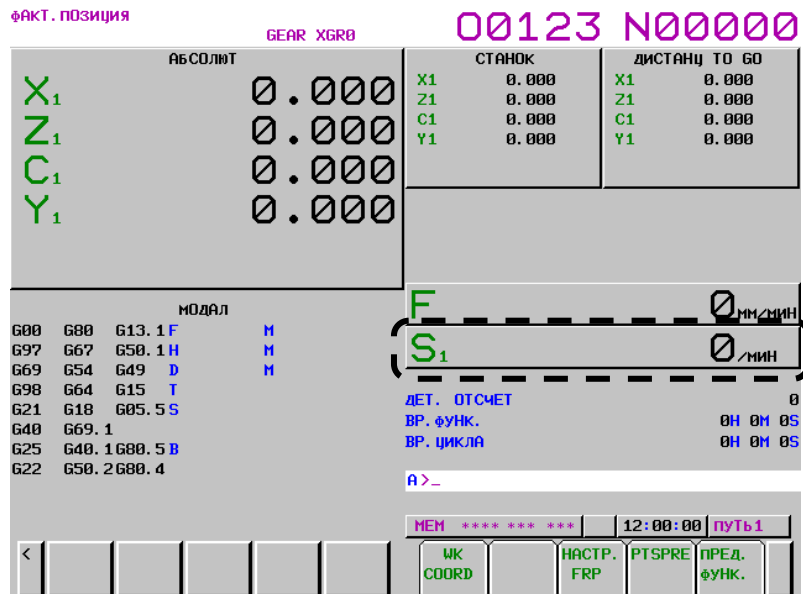 ФАКТ.ПОЗИЦИЯ
GEAR XGR0 O0123 N00000
АБСОЛЮТ
X1 0.000
Z1 0.000
C1 0.000
Y1 0.000
СТАНОК
X1 0.000
Z1 0.000
C1 0.000
Y1 0.000
ДИСТАНЦ TO GO
X1 0.000
Z1 0.000
C1 0.000
Y1 0.000
МОДАЛ
G00 G80 G13.1 F M
G97 G67 G50.1 H M
G69 G54 G49 D M
G98 G64 G15 T
G21 G18 G05.5 S
G40 G69.1
G25 G40.1 G80.5 B
G22 G50.2 G80.4
F 0 ММ/МИН
S1 0 /МИН
ДЕТ. ОТСЧЕТ 0
ВР.ФУНК. 0H 0M 0S
ВР.ЦИКЛА 0H 0M 0S
A>_
MEM **** *** *** 12:00:00 ПУТЬ1
<
WK COORD
НАСТР. FRP
PTSPRE
ПРЕД. ФУНК.